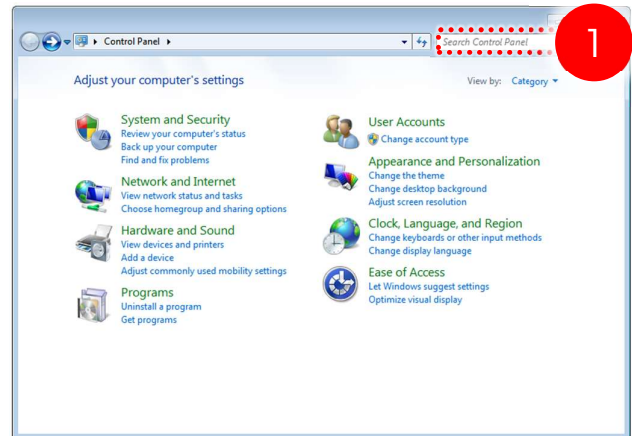 Control Panel
Search Control Panel
1
Adjust your computer's settings
View by: Category
System and Security
Review your computer's status
Back up your computer
Find and fix problems
Network and Internet
View network status and tasks
Choose homegroup and sharing options
Hardware and Sound
View devices and printers
Add a device
Adjust commonly used mobility settings
Programs
Uninstall a program
Get programs
User Accounts
Change account type
Appearance and Personalization
Change the theme
Change desktop background
Adjust screen resolution
Clock, Language, and Region
Change keyboards or other input methods
Change display language
Ease of Access
Let Windows suggest settings
Optimize visual display